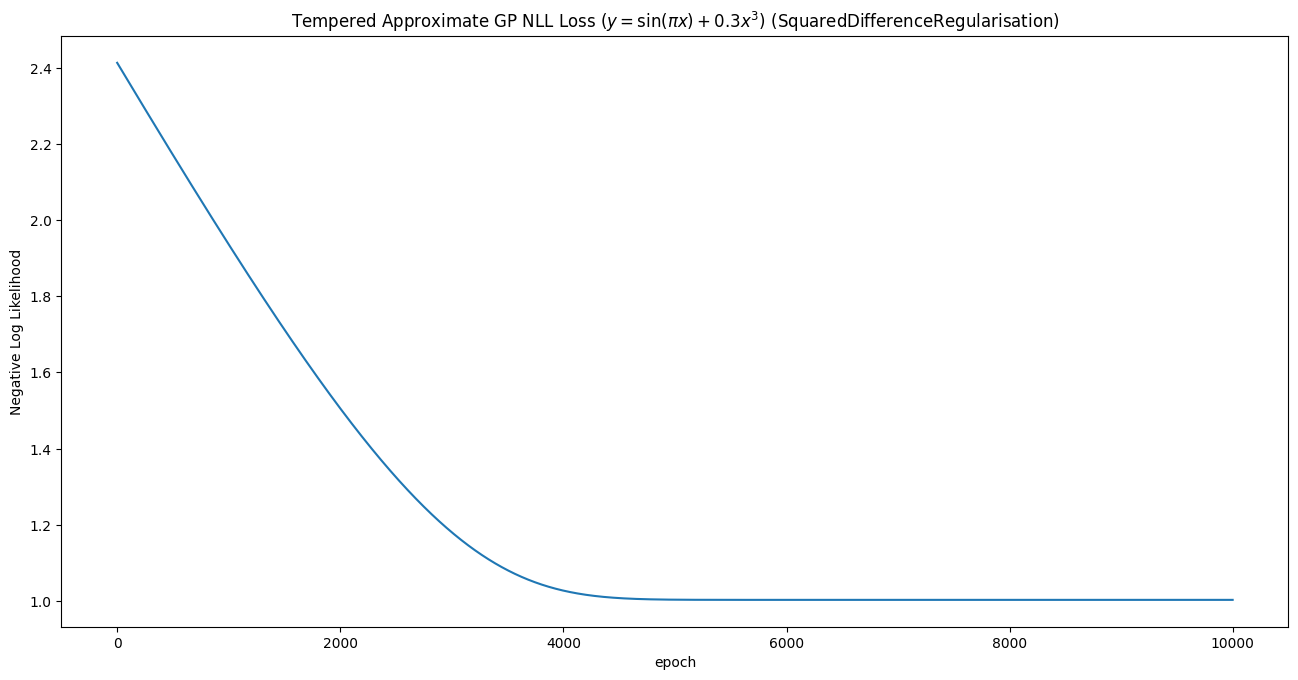 Tempered Approximate GP NLL Loss (y = sin(πx) + 0.3x³) (SquaredDifferenceRegularisation)
Negative Log Likelihood
2.4
2.2
2.0
1.8
1.6
1.4
1.2
1.0
0 2000 4000 6000 8000 10000
epoch